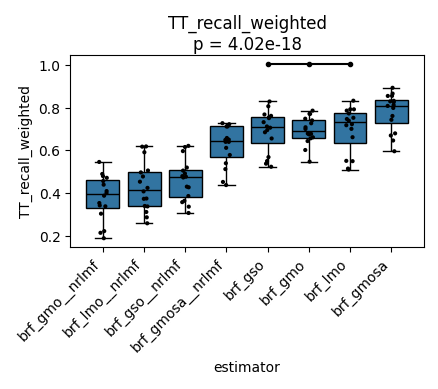 TT_recall_weighted
p = 4.02e-18
TT_recall_weighted
1.0
0.8
0.6
0.4
0.2
brf_gmo__nrlmf
brf_lmo__nrlmf
brf_gso__nrlmf
brf_gmosa__nrlmf
brf_gso
brf_gmo
brf_lmo
brf_gmosa
estimator